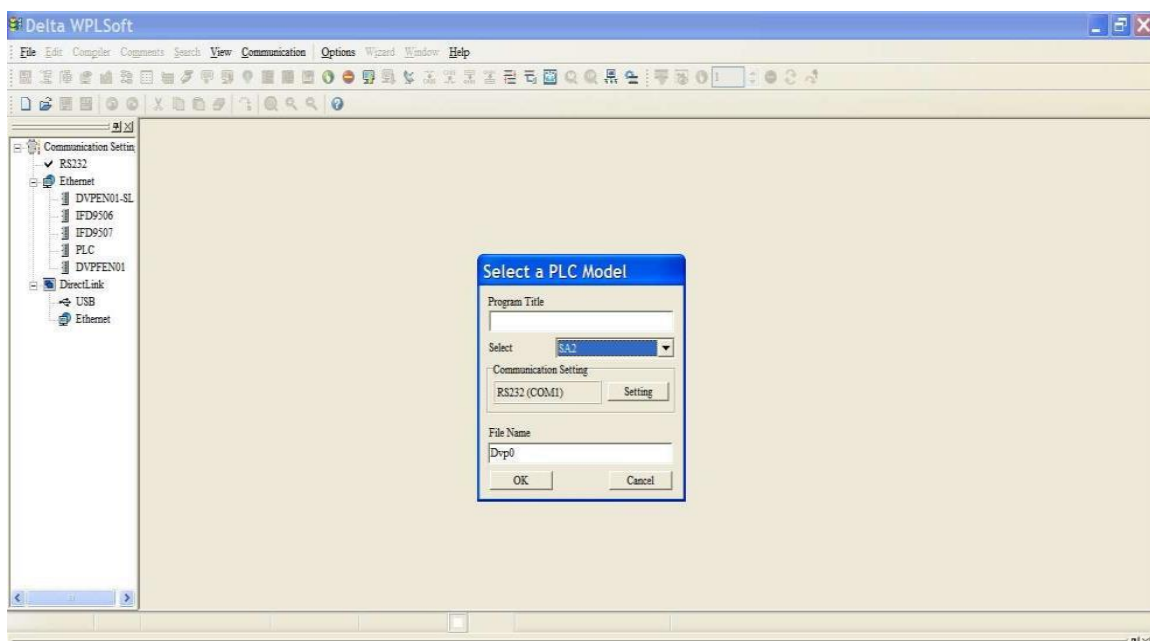 Delta WPLSoft
File Edit Compiler Comments Search View Communication Options Wizard Window Help
1
Communication Settin
RS232
Ethernet
DVPEN01-SL
IFD9506
IFD9507
PLC
DVPFEN01
DirectLink
USB
Ethernet
Select a PLC Model
Program Title
Select SA2
Communication Setting
RS232 (COM1) Setting
File Name
Dvp0
OK Cancel